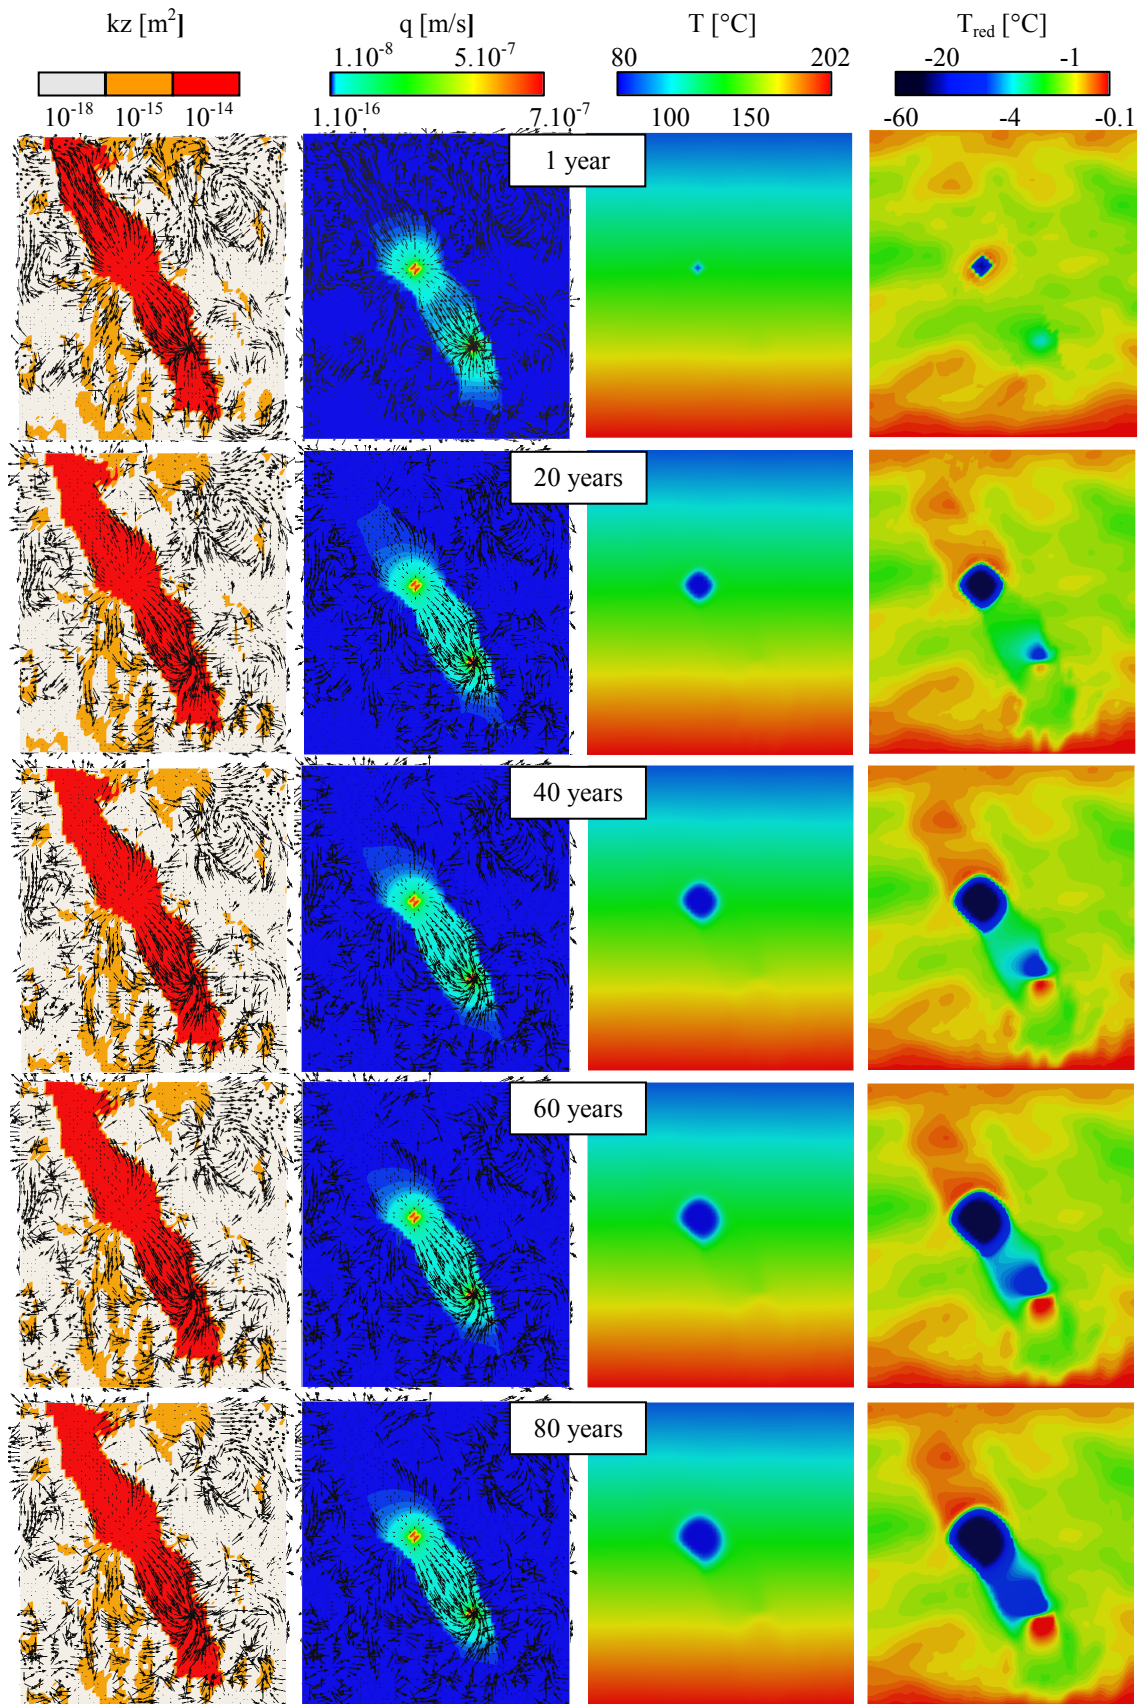 kz [m²] q [m/s] T [°C] T_red [°C]
1.10⁻⁸ 5.10⁻⁷ 80 202 -20 -1
10⁻¹⁸ 10⁻¹⁵ 10⁻¹⁴ 1.10⁻¹⁶ 7.10⁻⁷ 100 150 -60 -4 -0.1
1 year
20 years
40 years
60 years
80 years